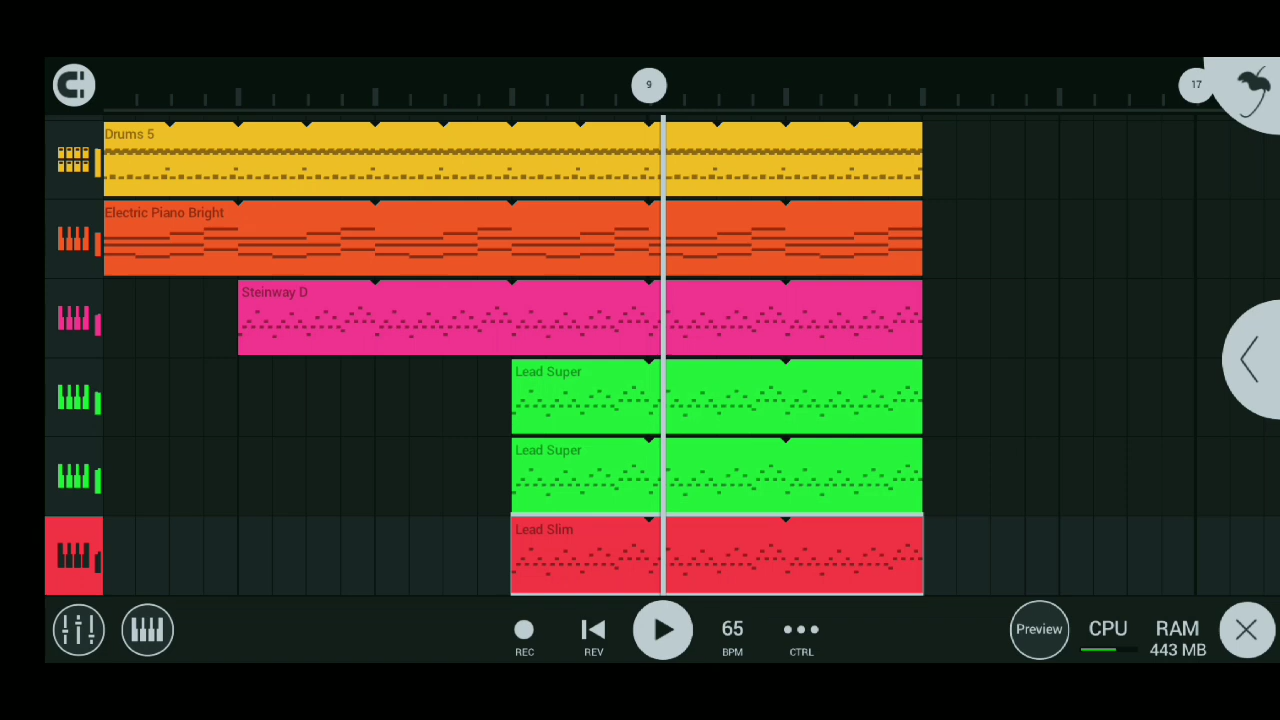 9
17
Drums 5
Electric Piano Bright
Steinway D
Lead Super
Lead Super
Lead Slim
REC
REV
65
BPM
CTRL
Preview
CPU
RAM
443 MB